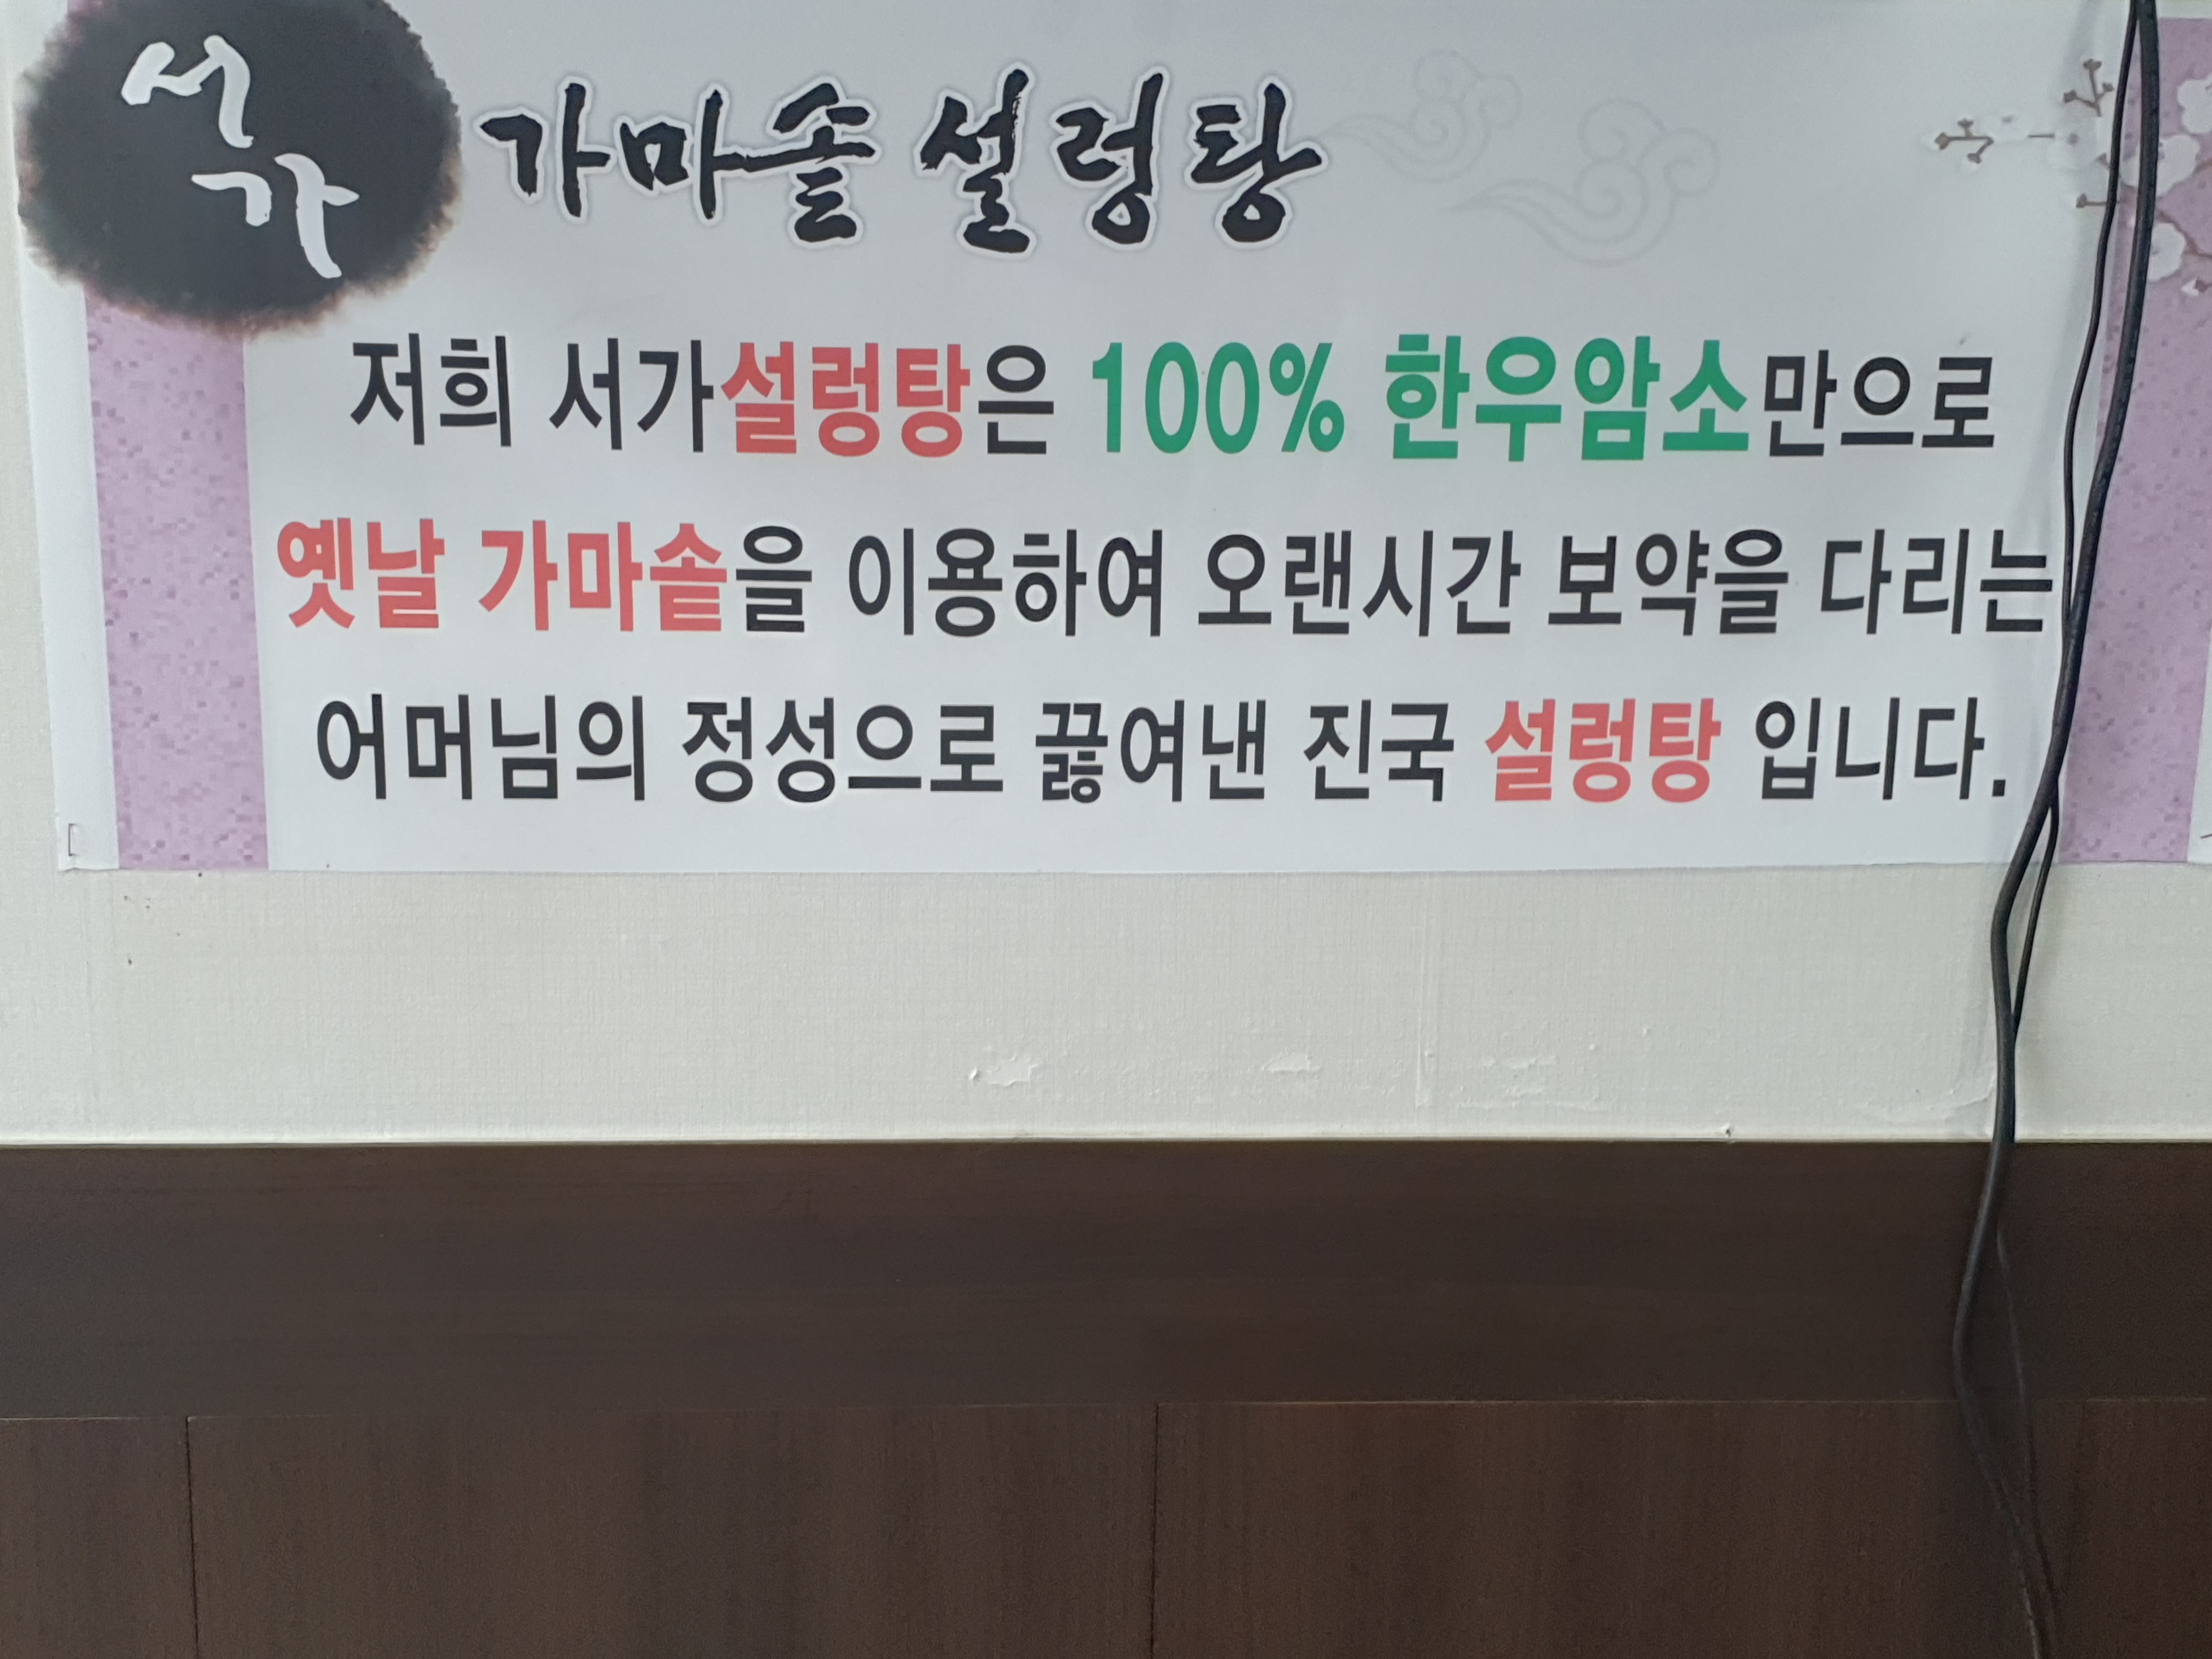 서가
가마솥 설렁탕
저희 서가설렁탕은 100% 한우암소만으로
옛날 가마솥을 이용하여 오랜시간 보약을 다리는
어머님의 정성으로 끓여낸 진국 설렁탕 입니다.